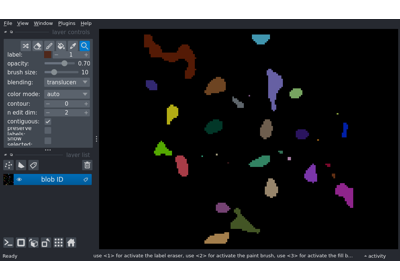 File View Window Plugins Help
layer controls
label: 1
opacity: 0.70
brush size: 10
blending: translucen
color mode: auto
contour: 0
n edit dim: 2
contiguous:
preserve
labels:
show
selected:
layer list
blob ID
Ready
use <1> for activate the label eraser, use <2> for activate the paint brush, use <3> for activate the fill b...
activity